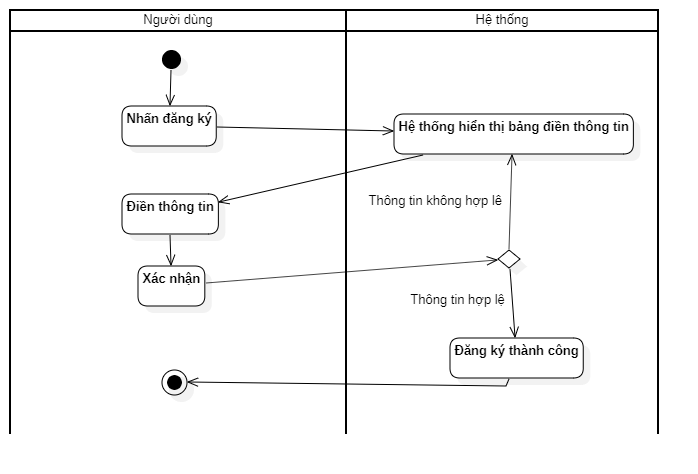 Người dùng
Hệ thống
Nhấn đăng ký
Hệ thống hiển thị bảng điền thông tin
Điền thông tin
Thông tin không hợp lê
Xác nhận
Thông tin hợp lệ
Đăng ký thành công